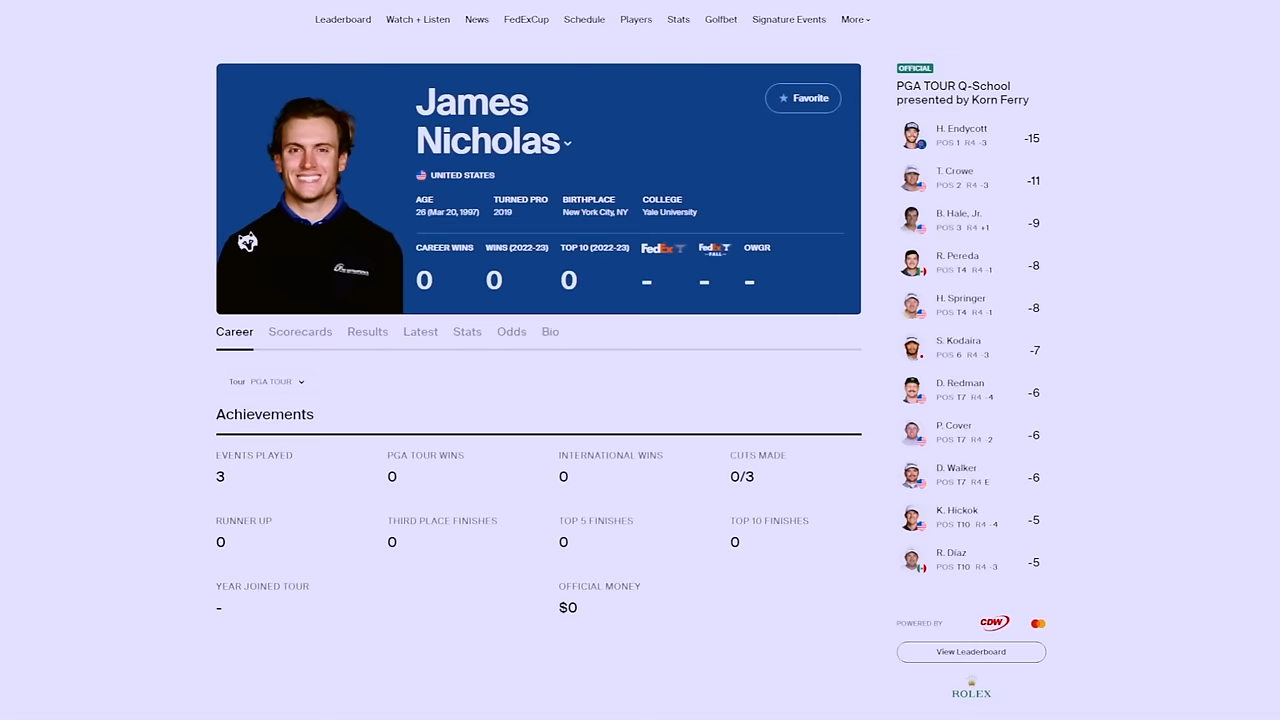 Leaderboard Watch + Listen News FedExCup Schedule Players Stats Golfbet Signature Events More
James
Nicholas
Favorite
UNITED STATES
AGE TURNED PRO BIRTHPLACE COLLEGE
26 (Mar 20, 1997) 2019 New York City, NY Yale University
CAREER WINS WINS (2022-23) TOP 10 (2022-23) FedEx FedEx FALL OWGR
0 0 0 - - -
Career Scorecards Results Latest Stats Odds Bio
Tour PGA TOUR
Achievements
EVENTS PLAYED PGA TOUR WINS INTERNATIONAL WINS CUTS MADE
3 0 0 0/3
RUNNER UP THIRD PLACE FINISHES TOP 5 FINISHES TOP 10 FINISHES
0 0 0 0
YEAR JOINED TOUR OFFICIAL MONEY
- $0
OFFICIAL
PGA TOUR Q-School
presented by Korn Ferry
H. Endycott
POS 1 R4 -3 -15
T. Crowe
POS 2 R4 -3 -11
B. Hale, Jr.
POS 3 R4 +1 -9
R. Pereda
POS T4 R4 -1 -8
H. Springer
POS T4 R4 -1 -8
S. Kodaira
POS 6 R4 -3 -7
D. Redman
POS T7 R4 -4 -6
P. Cover
POS T7 R4 -2 -6
D. Walker
POS T7 R4 E -6
K. Hickok
POS T10 R4 -4 -5
R. Díaz
POS T10 R4 -3 -5
POWERED BY CDW
View Leaderboard
ROLEX